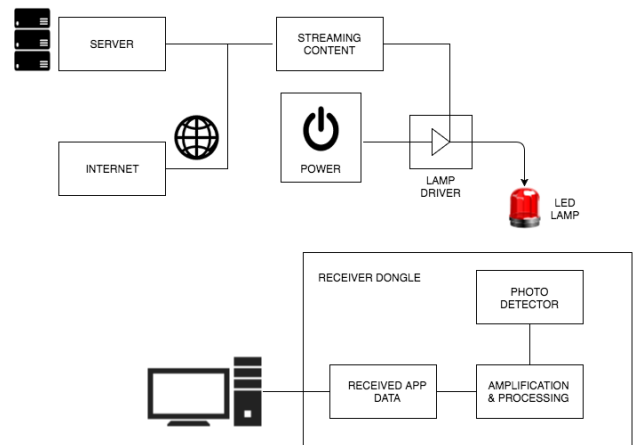 SERVER
STREAMING
CONTENT
INTERNET
POWER
LAMP
DRIVER
LED
LAMP
RECEIVER DONGLE
PHOTO
DETECTOR
RECEIVED APP
DATA
AMPLIFICATION
& PROCESSING